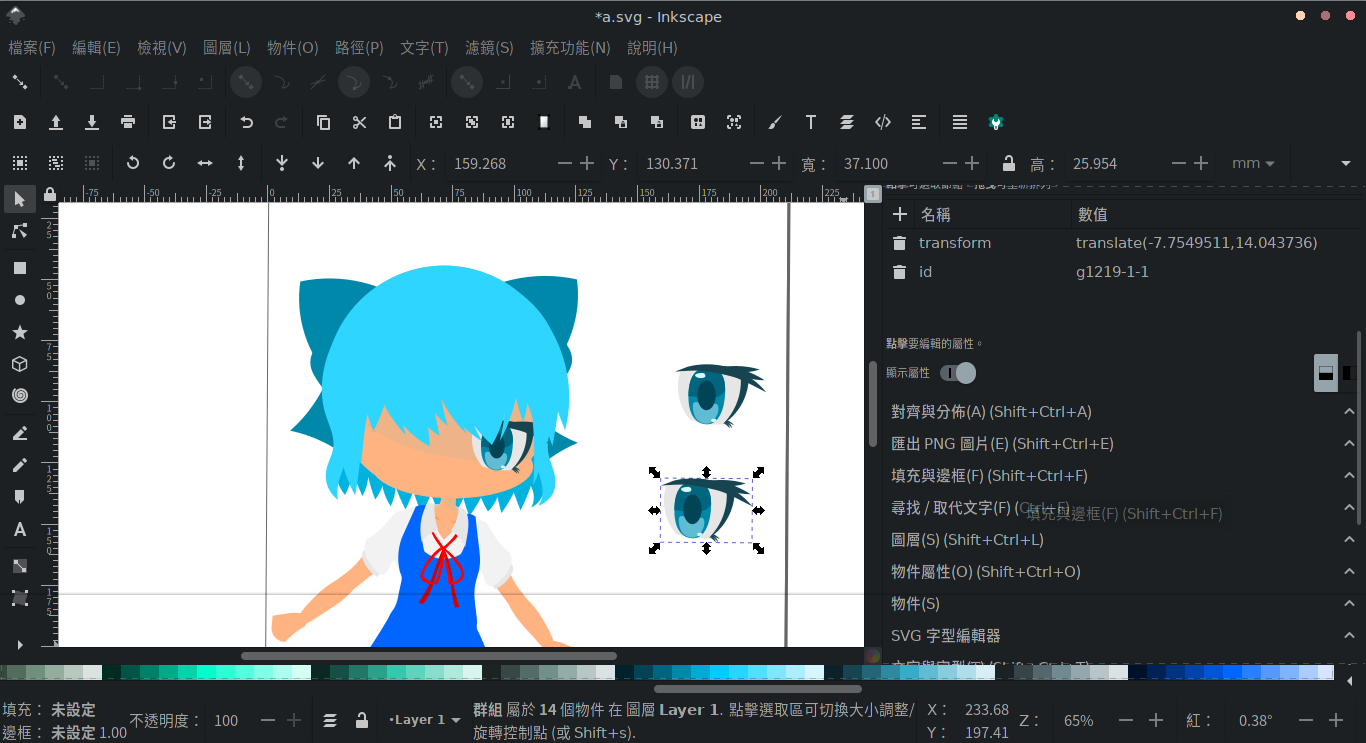 *a.svg - Inkscape
檔案(F) 編輯(E) 檢視(V) 圖層(L) 物件(O) 路徑(P) 文字(T) 濾鏡(S) 擴充功能(N) 說明(H)
X： 159.268 Y： 130.371 寬： 37.100 高： 25.954 mm
-75 -50 -25 0 25 50 75 100 125 150 175 200 225
1
名稱 數值
transform translate(-7.7549511,14.043736)
id g1219-1-1
點擊要編輯的屬性。
顯示屬性
對齊與分佈(A) (Shift+Ctrl+A)
匯出 PNG 圖片(E) (Shift+Ctrl+E)
填充與邊框(F) (Shift+Ctrl+F)
尋找 / 取代文字(F) (Ctrl+F)
填充與邊框(F) (Shift+Ctrl+F)
圖層(S) (Shift+Ctrl+L)
物件屬性(O) (Shift+Ctrl+O)
物件(S)
SVG 字型編輯器
25
50
75
100
125
150
175
填充： 未設定
邊框： 未設定 1.00
不透明度： 100
•Layer 1
群組 屬於 14 個物件 在 圖層 Layer 1. 點擊選取區可切換大小調整/
旋轉控制點 (或 Shift+s).
X： 233.68
Y： 197.41
Z： 65%
紅： 0.38°